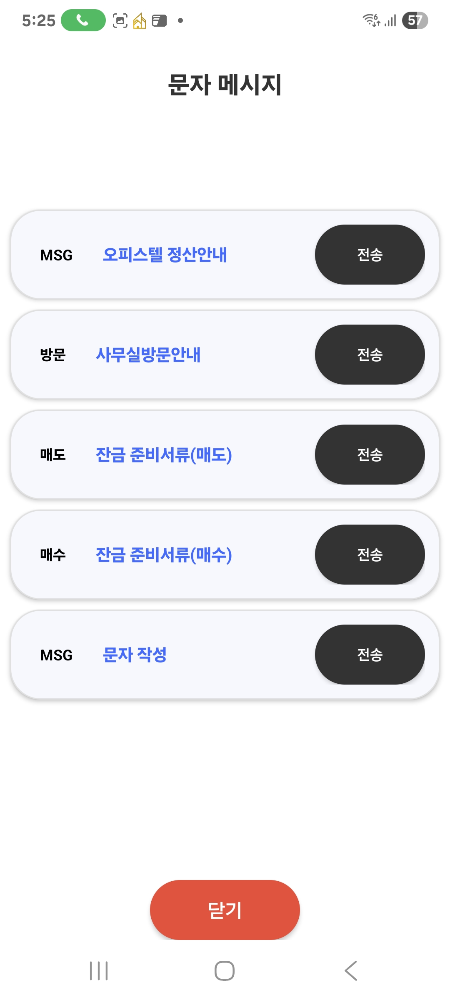 5:25
6
57
문자 메시지
MSG 오피스텔 정산안내 전송
방문 사무실방문안내 전송
매도 잔금 준비서류(매도) 전송
매수 잔금 준비서류(매수) 전송
MSG 문자 작성 전송
닫기